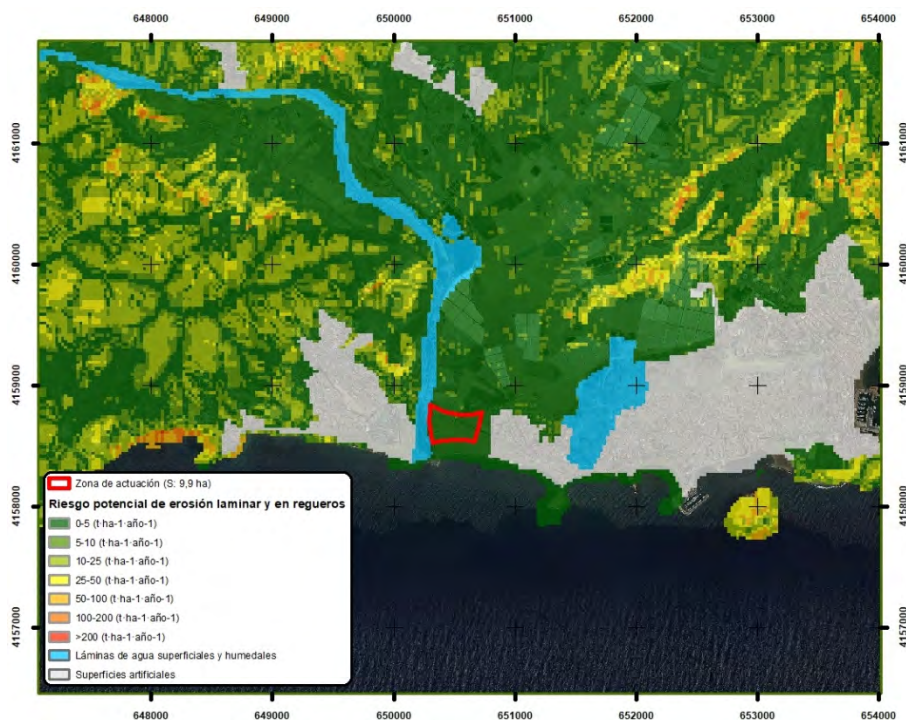 648000 649000 650000 651000 652000 653000 654000
4161000 4161000
4160000 4160000
4159000 4159000
4158000 4158000
4157000 4157000
Zona de actuación (S: 9,9 ha)
Riesgo potencial de erosión laminar y en regueros
0-5 (t·ha-1·año-1)
5-10 (t·ha-1·año-1)
10-25 (t·ha-1·año-1)
25-50 (t·ha-1·año-1)
50-100 (t·ha-1·año-1)
100-200 (t·ha-1·año-1)
>200 (t·ha-1·año-1)
Láminas de agua superficiales y humedales
Superficies artificiales
648000 649000 650000 651000 652000 653000 654000